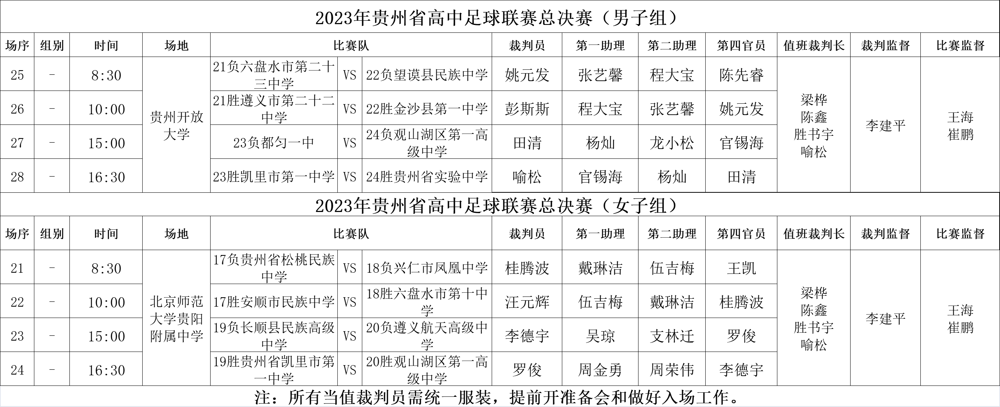 2023年贵州省高中足球联赛总决赛（男子组）
场序 组别 时间 场地 比赛队 裁判员 第一助理 第二助理 第四官员 值班裁判长 裁判监督 比赛监督
25 - 8:30 21负六盘水市第二十三中学 VS 22负望谟县民族中学 姚元发 张艺馨 程大宝 陈先睿
26 - 10:00 21胜遵义市第二十二中学 VS 22胜金沙县第一中学 彭斯斯 程大宝 张艺馨 姚元发
27 - 15:00 23负都匀一中 VS 24负观山湖区第一高级中学 田清 杨灿 龙小松 官锡海
28 - 16:30 23胜凯里市第一中学 VS 24胜贵州省实验中学 喻松 官锡海 杨灿 田清
贵州开放
大学
梁桦
陈鑫
胜书宇
喻松
李建平
王海
崔鹏
2023年贵州省高中足球联赛总决赛（女子组）
场序 组别 时间 场地 比赛队 裁判员 第一助理 第二助理 第四官员 值班裁判长 裁判监督 比赛监督
21 - 8:30 17负贵州省松桃民族中学 VS 18负兴仁市凤凰中学 桂腾波 戴琳洁 伍吉梅 王凯
22 - 10:00 17胜安顺市民族中学 VS 18胜六盘水市第十中学 汪元辉 伍吉梅 戴琳洁 桂腾波
23 - 15:00 19负长顺县民族高级中学 VS 20负遵义航天高级中学 李德宇 吴琼 支林迁 罗俊
24 - 16:30 19胜贵州省凯里市第一中学 VS 20胜观山湖区第一高级中学 罗俊 周金勇 周荣伟 李德宇
北京师范
大学贵阳
附属中学
梁桦
陈鑫
胜书宇
喻松
李建平
王海
崔鹏
注：所有当值裁判员需统一服装，提前开准备会和做好入场工作。